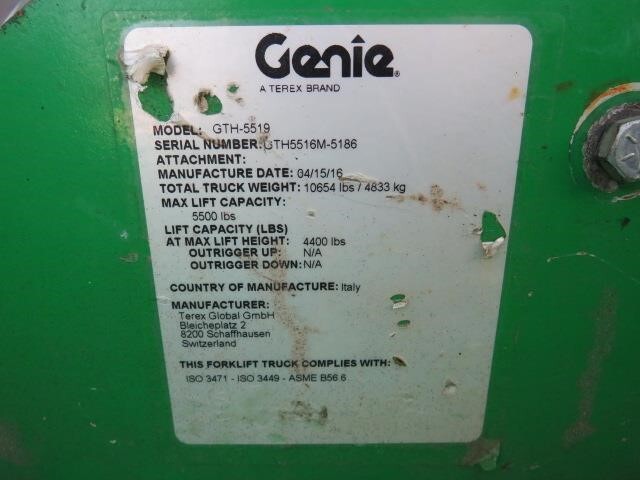 Genie®
A TEREX BRAND
MODEL: GTH-5519
SERIAL NUMBER: GTH5516M-5186
ATTACHMENT:
MANUFACTURE DATE: 04/15/16
TOTAL TRUCK WEIGHT: 10654 lbs / 4833 kg
MAX LIFT CAPACITY:
5500 lbs
LIFT CAPACITY (LBS)
AT MAX LIFT HEIGHT: 4400 lbs
OUTRIGGER UP: N/A
OUTRIGGER DOWN: N/A
COUNTRY OF MANUFACTURE: Italy
MANUFACTURER:
Terex Global GmbH
Bleicheplatz 2
8200 Schaffhausen
Switzerland
THIS FORKLIFT TRUCK COMPLIES WITH:
ISO 3471 - ISO 3449 - ASME B56.6